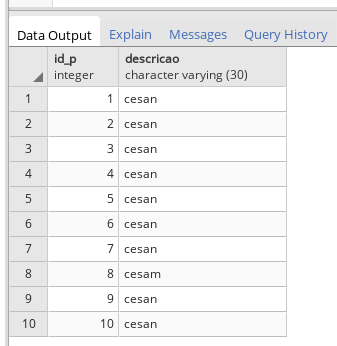 Data Output Explain Messages Query History
id_p descricao
integer character varying (30)
1 1 cesan
2 2 cesan
3 3 cesan
4 4 cesan
5 5 cesan
6 6 cesan
7 7 cesan
8 8 cesam
9 9 cesan
10 10 cesan